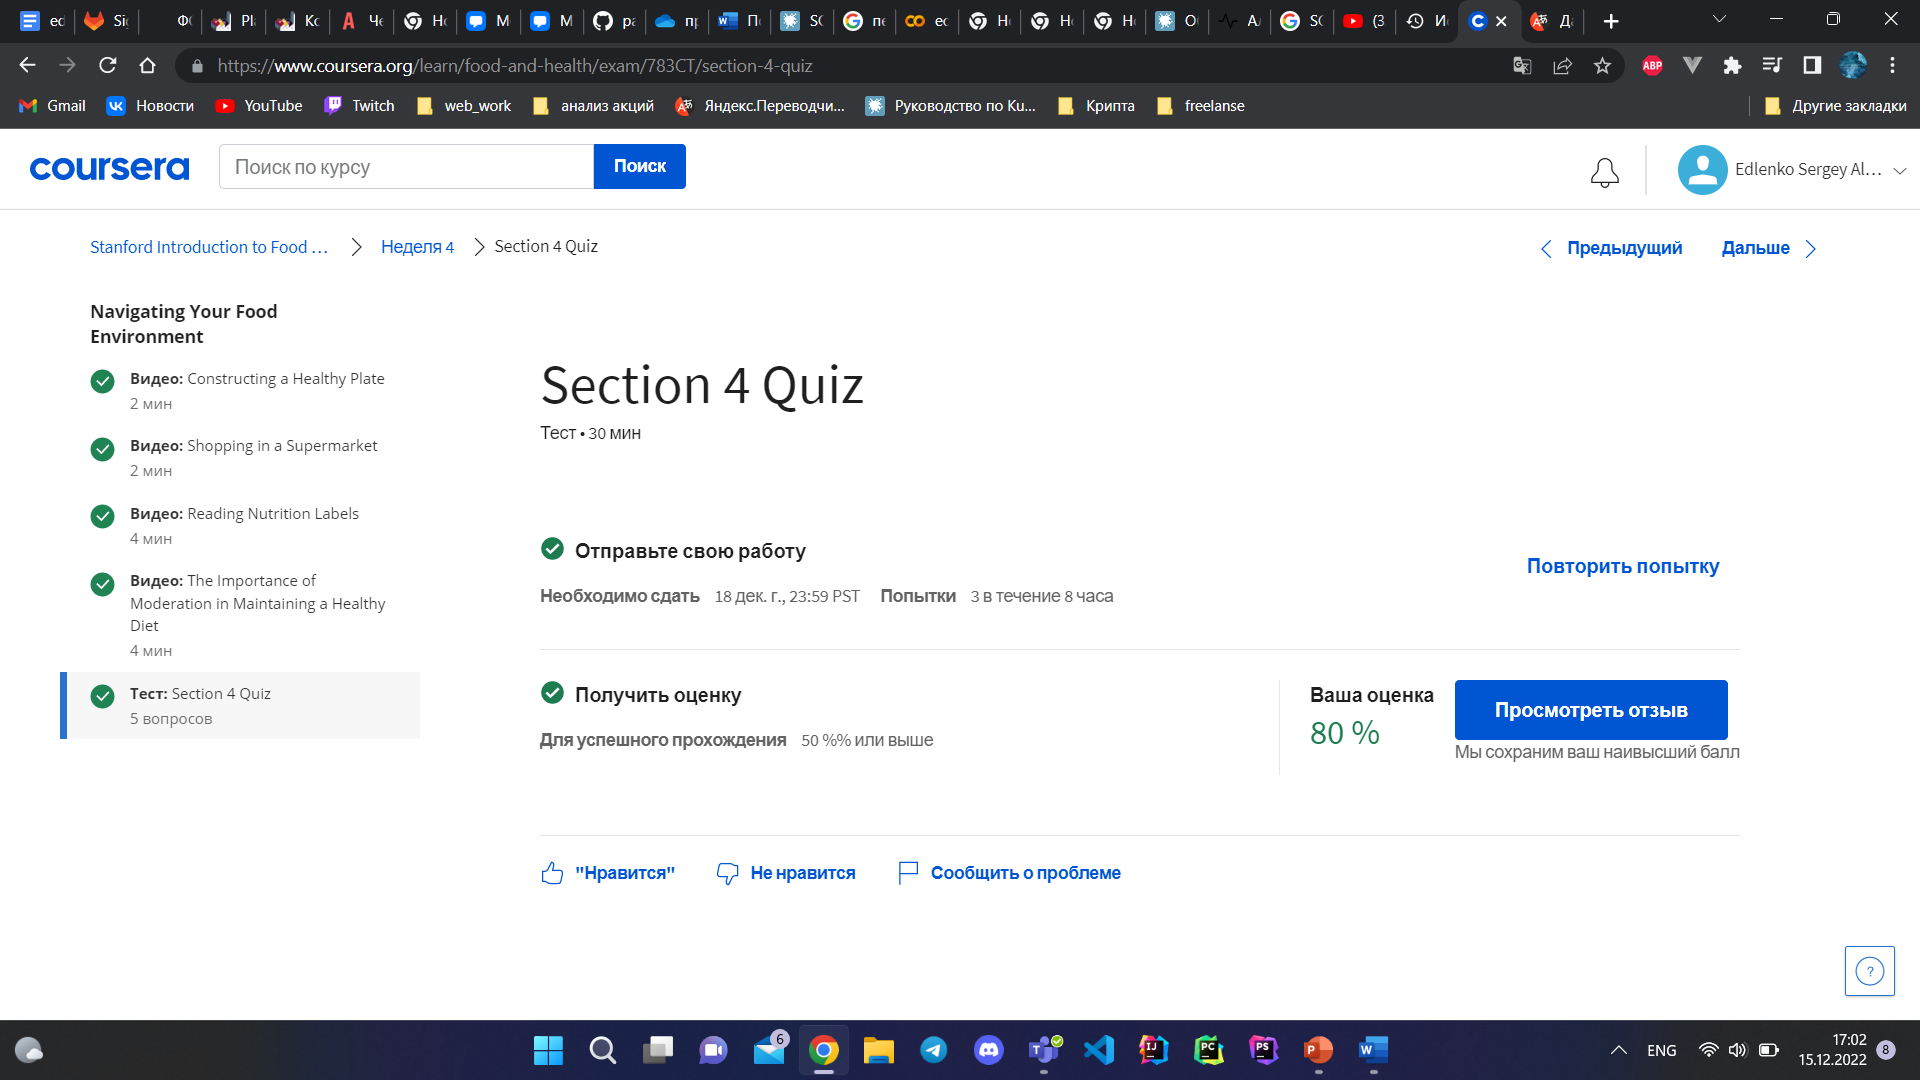 https://www.coursera.org/learn/food-and-health/exam/783CT/section-4-quiz
ABP
Gmail
Новости
YouTube
Twitch
web_work
анализ акций
Яндекс.Переводчи...
Руководство по Ku...
Крипта
freelanse
Другие закладки
coursera
Поиск по курсу
Поиск
Edlenko Sergey Al...
Stanford Introduction to Food ...
Неделя 4
Section 4 Quiz
Предыдущий
Дальше
Navigating Your Food
Environment
Видео: Constructing a Healthy Plate
2 мин
Видео: Shopping in a Supermarket
2 мин
Видео: Reading Nutrition Labels
4 мин
Видео: The Importance of
Moderation in Maintaining a Healthy
Diet
4 мин
Тест: Section 4 Quiz
5 вопросов
Section 4 Quiz
Тест • 30 мин
Отправьте свою работу
Необходимо сдать 18 дек. г., 23:59 PST Попытки 3 в течение 8 часа
Повторить попытку
Получить оценку
Для успешного прохождения 50 %% или выше
Ваша оценка
80 %
Просмотреть отзыв
Мы сохраним ваш наивысший балл
"Нравится"
Не нравится
Сообщить о проблеме
6
ENG
17:02
15.12.2022
8